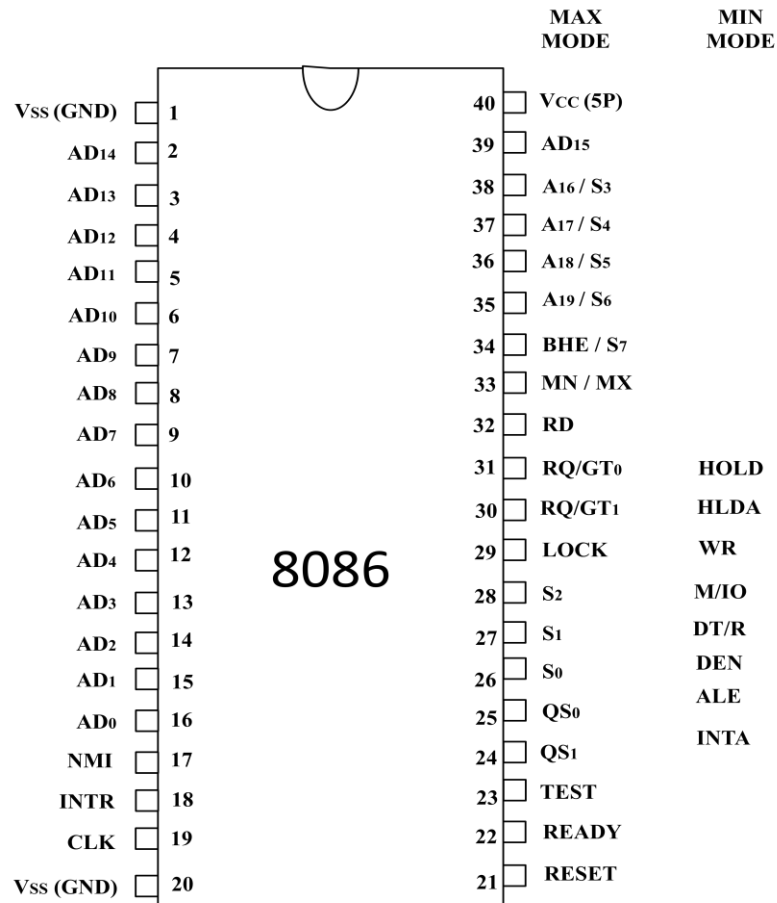 MAX MODE MIN MODE
Vss (GND) 1 40 Vcc (5P)
AD14 2 39 AD15
AD13 3 38 A16 / S3
AD12 4 37 A17 / S4
AD11 5 36 A18 / S5
AD10 6 35 A19 / S6
AD9 7 34 BHE / S7
AD8 8 33 MN / MX
AD7 9 32 RD
AD6 10 31 RQ/GT0 HOLD
AD5 11 30 RQ/GT1 HLDA
AD4 12 29 LOCK WR
8086
AD3 13 28 S2 M/IO
AD2 14 27 S1 DT/R
AD1 15 26 S0 DEN
AD0 16 25 QS0 ALE
NMI 17 24 QS1 INTA
INTR 18 23 TEST
CLK 19 22 READY
Vss (GND) 20 21 RESET